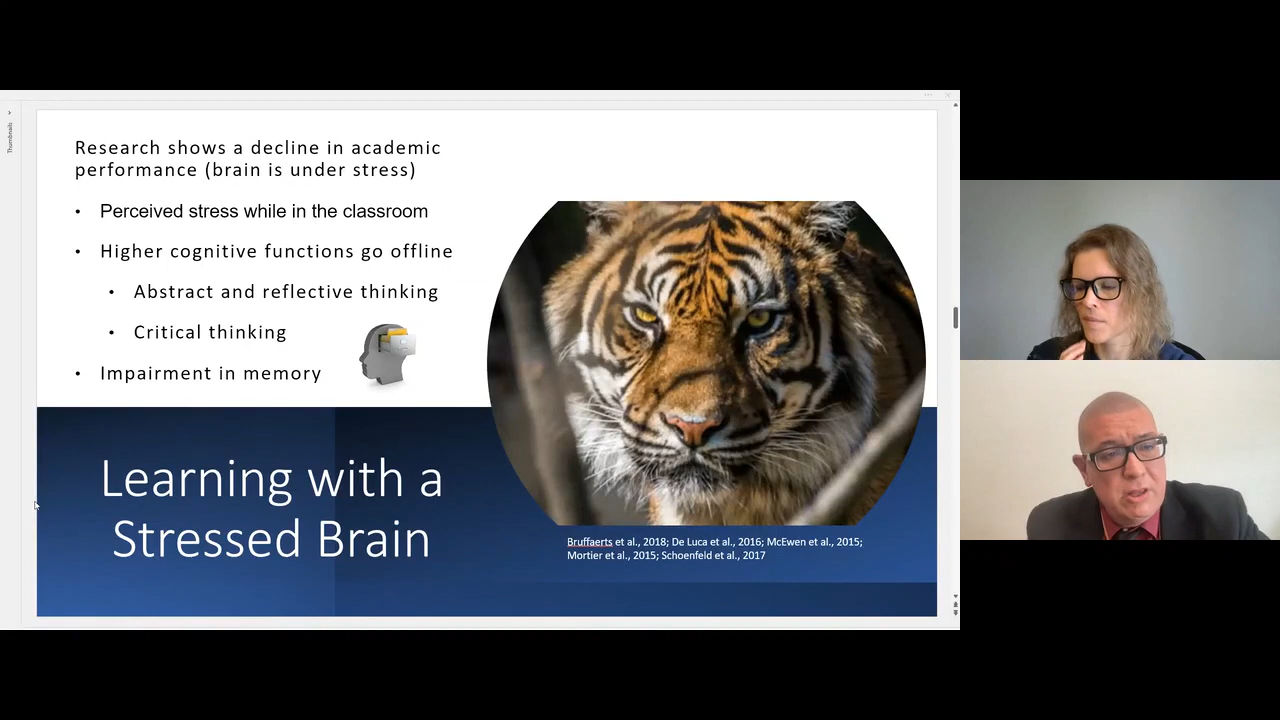 Thumbnails
Research shows a decline in academic
performance (brain is under stress)
• Perceived stress while in the classroom
• Higher cognitive functions go offline
• Abstract and reflective thinking
• Critical thinking
• Impairment in memory
Learning with a
Stressed Brain
Bruffaerts et al., 2018; De Luca et al., 2016; McEwen et al., 2015;
Mortier et al., 2015; Schoenfeld et al., 2017